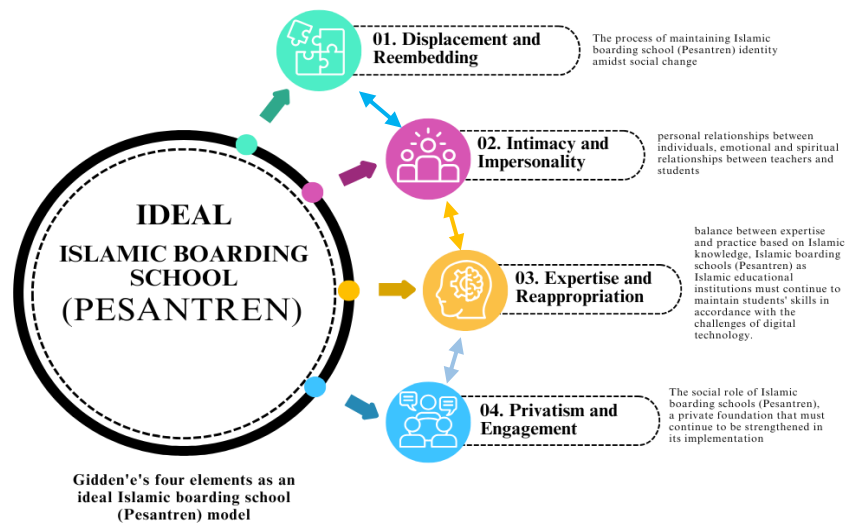 IDEAL
ISLAMIC BOARDING
SCHOOL
(PESANTREN)
01. Displacement and
Reembedding
The process of maintaining Islamic
boarding school (Pesantren) identity
amidst social change
02. Intimacy and
Impersonality
personal relationships between
individuals, emotional and spiritual
relationships between teachers and
students
03. Expertise and
Reappropriation
balance between expertise
and practice based on Islamic
knowledge, Islamic boarding
schools (Pesantren) as
Islamic educational
institutions must continue to
maintain students' skills in
accordance with the
challenges of digital
technology.
04. Privatism and
Engagement
The social role of Islamic
boarding schools (Pesantren),
a private foundation that must
continue to be strengthened in
its implementation
Gidden'e's four elements as an
ideal Islamic boarding school
(Pesantren) model